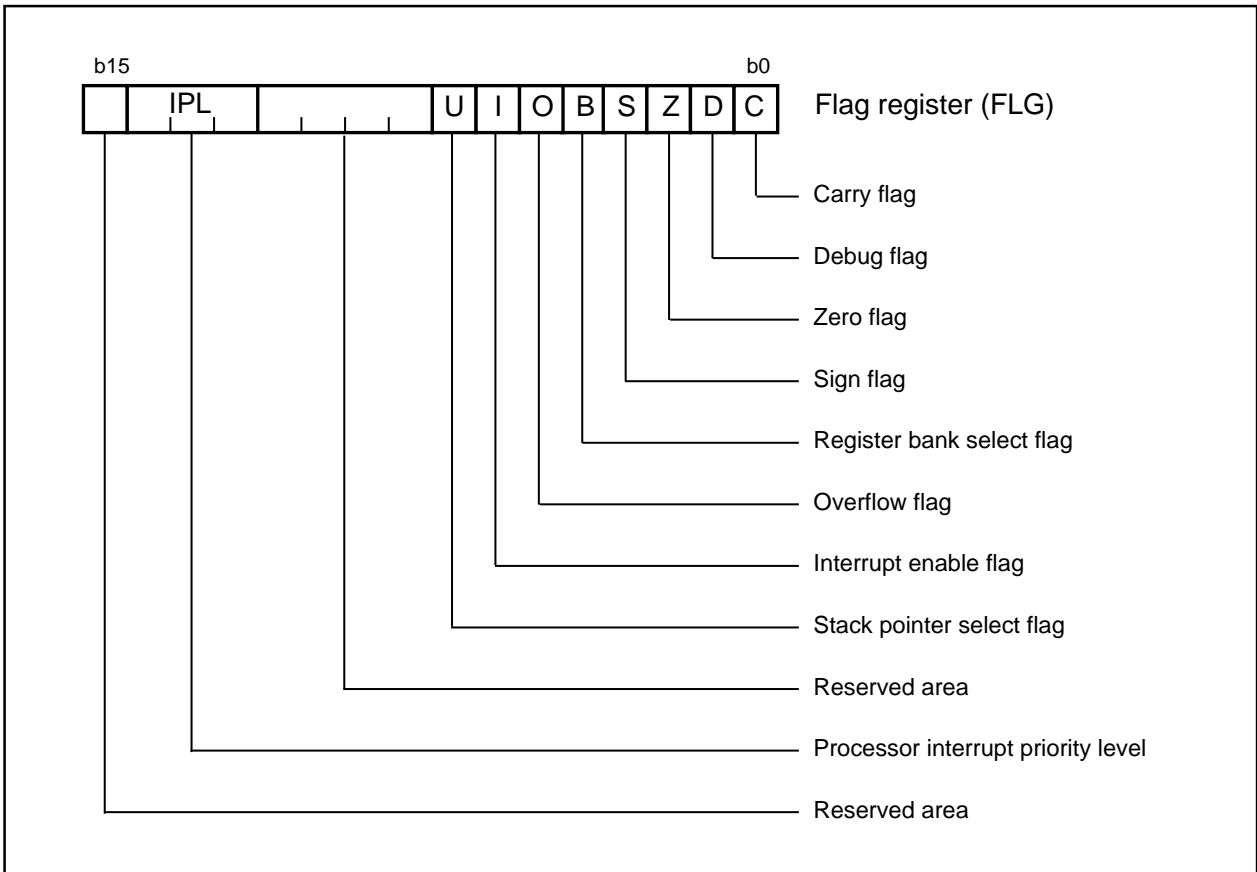 b15 b0
IPL U I O B S Z D C Flag register (FLG)
Carry flag
Debug flag
Zero flag
Sign flag
Register bank select flag
Overflow flag
Interrupt enable flag
Stack pointer select flag
Reserved area
Processor interrupt priority level
Reserved area